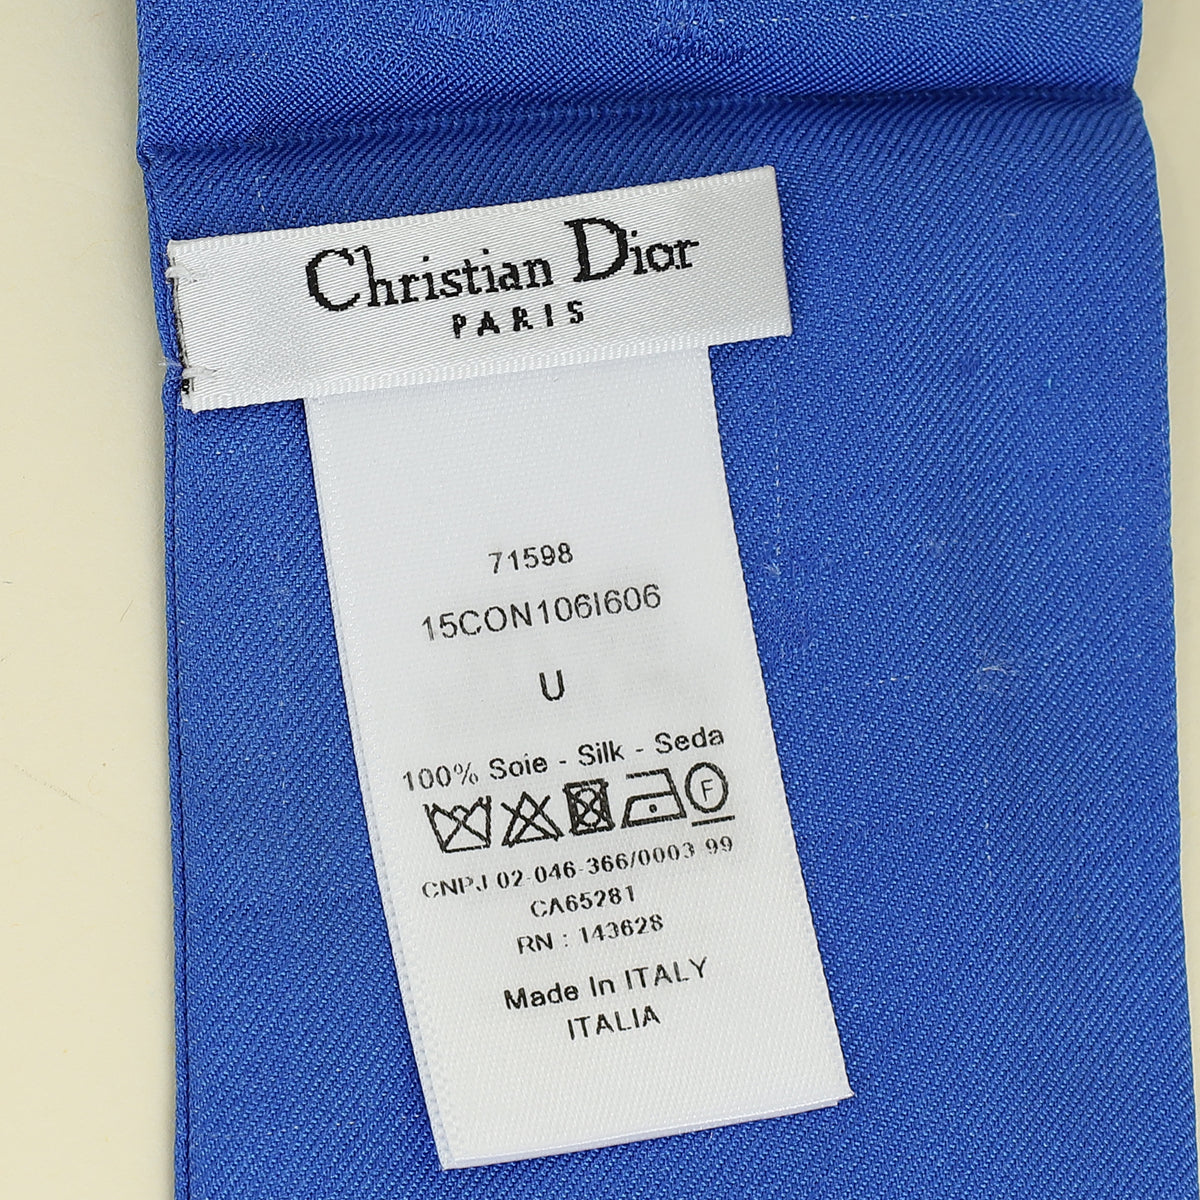 Christian Dior
PARIS
71598
15CON106I606
U
100% Soie - Silk - Seda
F
CNPJ 02-046-366/0003-99
CA65281
RN : 143628
Made In ITALY
ITALIA